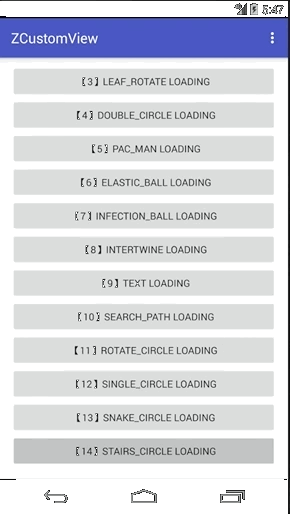 5:47
ZCustomView
〖3〗LEAF_ROTATE LOADING
〖4〗DOUBLE_CIRCLE LOADING
〖5〗PAC_MAN LOADING
〖6〗ELASTIC_BALL LOADING
〖7〗INFECTION_BALL LOADING
〖8〗INTERTWINE LOADING
〖9〗TEXT LOADING
〖10〗SEARCH_PATH LOADING
〖11〗ROTATE_CIRCLE LOADING
〖12〗SINGLE_CIRCLE LOADING
〖13〗SNAKE_CIRCLE LOADING
〖14〗STAIRS_CIRCLE LOADING